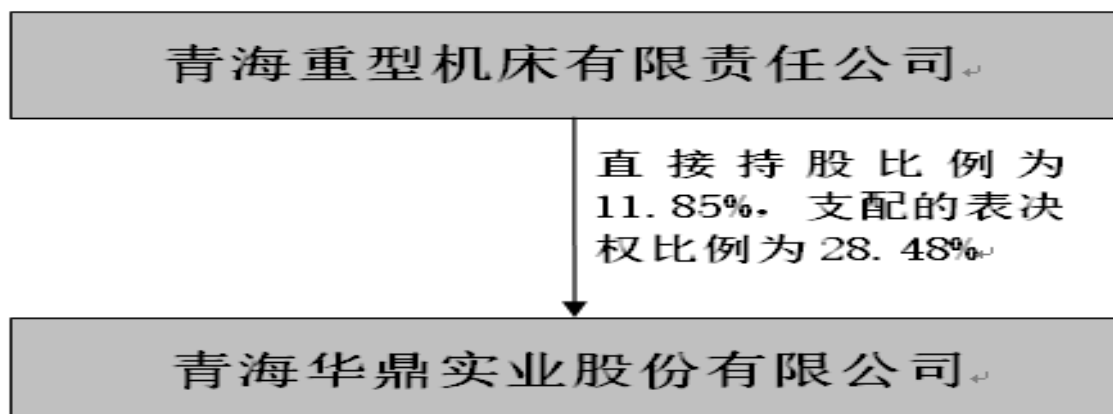 青海重型机床有限责任公司
直接持股比例为
11.85%，支配的表决
权比例为28.48%
青海华鼎实业股份有限公司